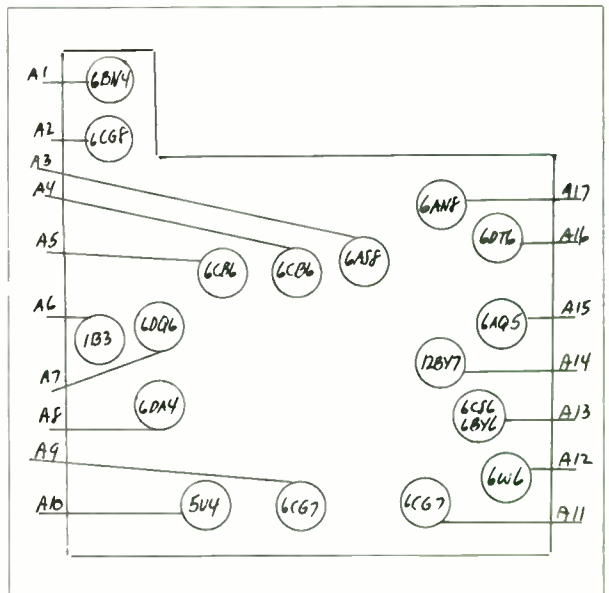 A1 6BN4
A2 6CG8
A3 6AS8
A4 6CB6
A5 6CB6
A6 1B3
A7 6DQ6
A8 6DA4
A9 6CG7
A10 5U4
A17 6AN8
A16 6DT6
A15 6AQ5
A14 12BY7
A13 6CS6
6BY6
A12 6W6
A11 6CG7